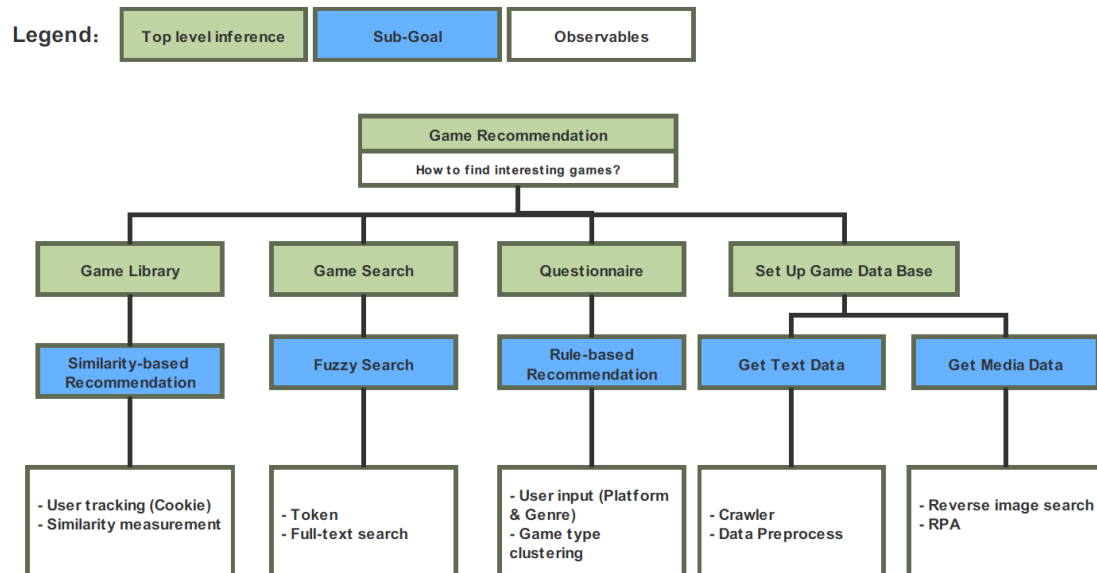 Legend:
Top level inference
Sub-Goal
Observables
Game Recommendation
How to find interesting games?
Game Library
Game Search
Questionnaire
Set Up Game Data Base
Similarity-based
Recommendation
Fuzzy Search
Rule-based
Recommendation
Get Text Data
Get Media Data
- User tracking (Cookie)
- Similarity measurement
- Token
- Full-text search
- User input (Platform
& Genre)
- Game type
clustering
- Crawler
- Data Preprocess
- Reverse image search
- RPA